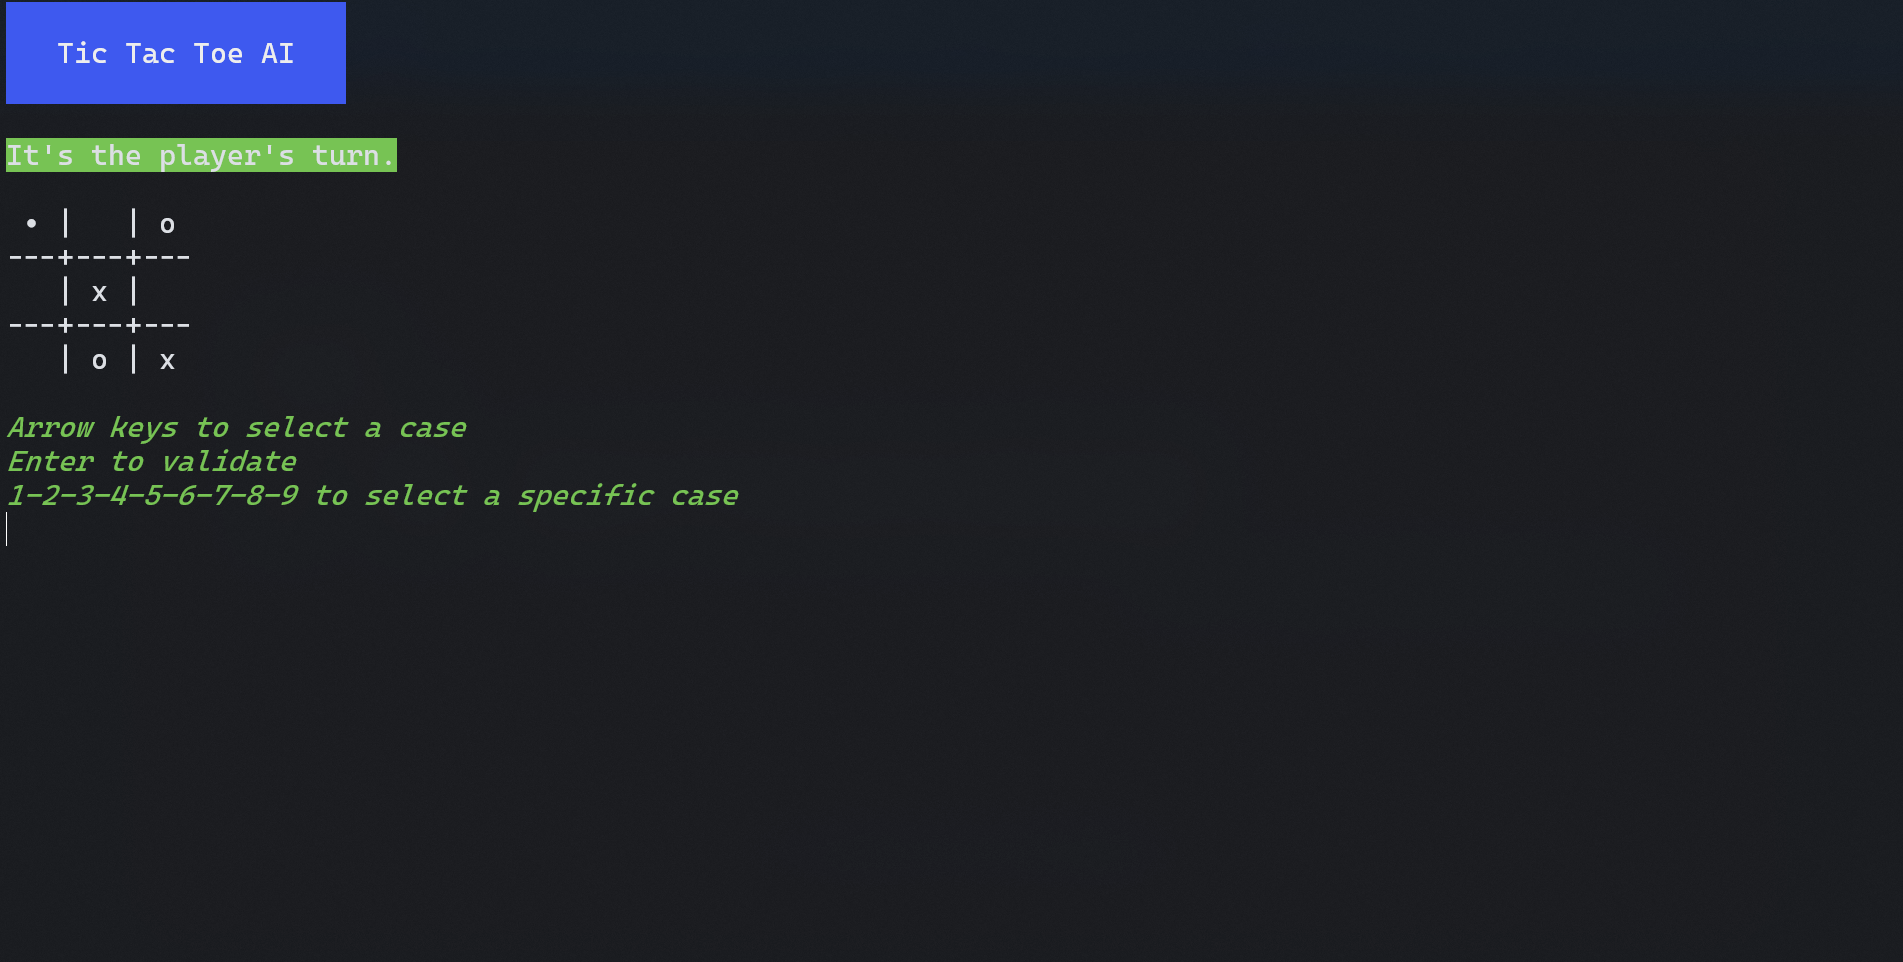 Tic Tac Toe AI
It's the player's turn.
 • |   | o
---+---+---
   | x |
---+---+---
   | o | x
Arrow keys to select a case
Enter to validate
1-2-3-4-5-6-7-8-9 to select a specific case